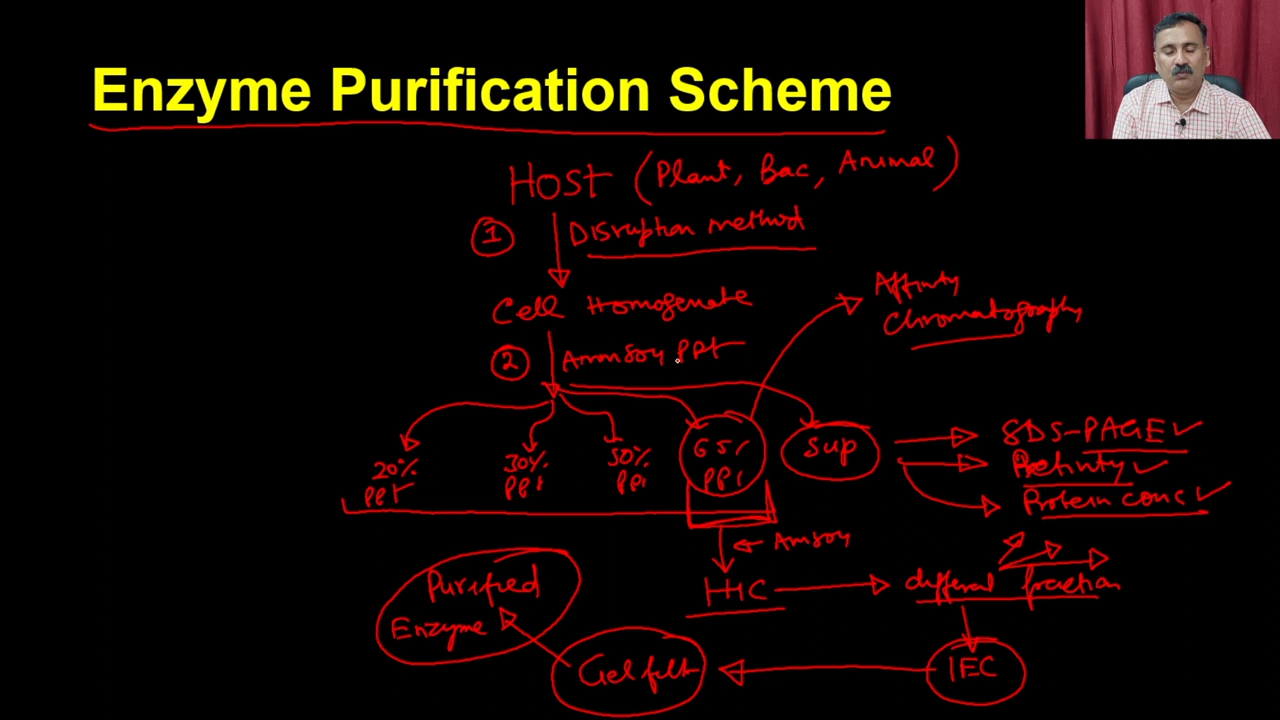 Enzyme Purification Scheme
HOST (Plant, Bac, Animal)
1
Disruption method
Cell Homogenate
Affinity
Chromatography
2
Ammsoy PPt
20%
PPt
30%
PPt
50%
PPt
65%
PPt
Sup
SDS-PAGE ✓
Activity ✓
Protein conc ✓
← Amsoy
HIC
different fraction
IEC
Gel filt
Purified
Enzyme